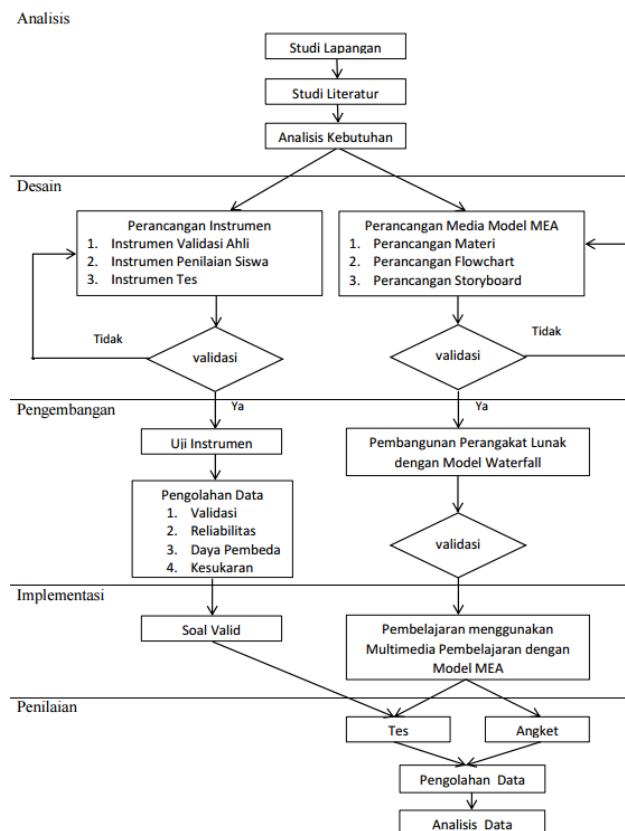 Analisis
Studi Lapangan
Studi Literatur
Analisis Kebutuhan
Desain
Perancangan Instrumen
1. Instrumen Validasi Ahli
2. Instrumen Penilaian Siswa
3. Instrumen Tes
Perancangan Media Model MEA
1. Perancangan Materi
2. Perancangan Flowchart
3. Perancangan Storyboard
Tidak
validasi
validasi
Tidak
Ya
Ya
Pengembangan
Uji Instrumen
Pembangunan Perangakat Lunak
dengan Model Waterfall
Pengolahan Data
1. Validasi
2. Reliabilitas
3. Daya Pembeda
4. Kesukaran
validasi
Implementasi
Soal Valid
Pembelajaran menggunakan
Multimedia Pembelajaran dengan
Model MEA
Penilaian
Tes
Angket
Pengolahan Data
Analisis Data